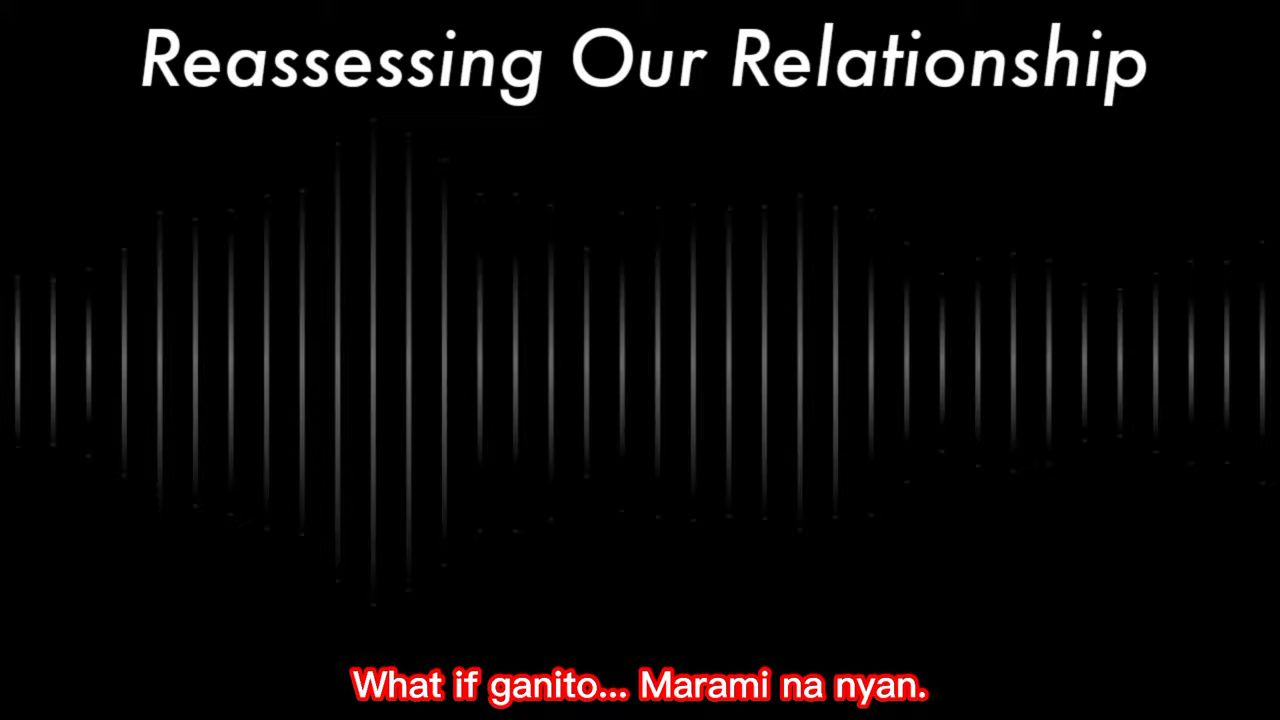 Reassessing Our Relationship
What if ganito... Marami na nyan.